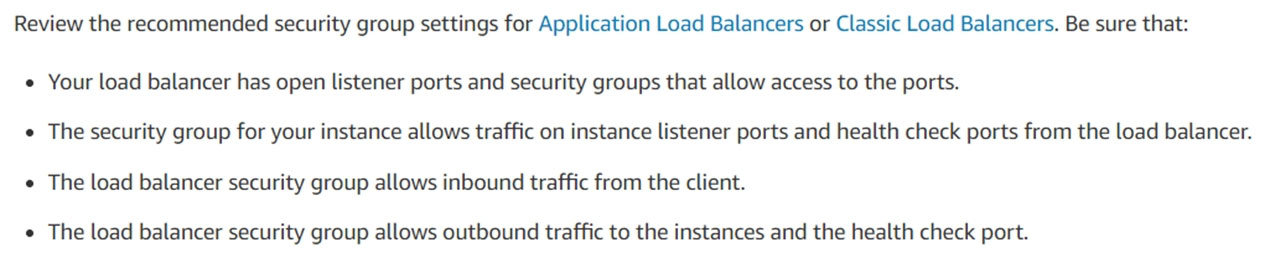 Review the recommended security group settings for Application Load Balancers or Classic Load Balancers. Be sure that:
• Your load balancer has open listener ports and security groups that allow access to the ports.
• The security group for your instance allows traffic on instance listener ports and health check ports from the load balancer.
• The load balancer security group allows inbound traffic from the client.
• The load balancer security group allows outbound traffic to the instances and the health check port.